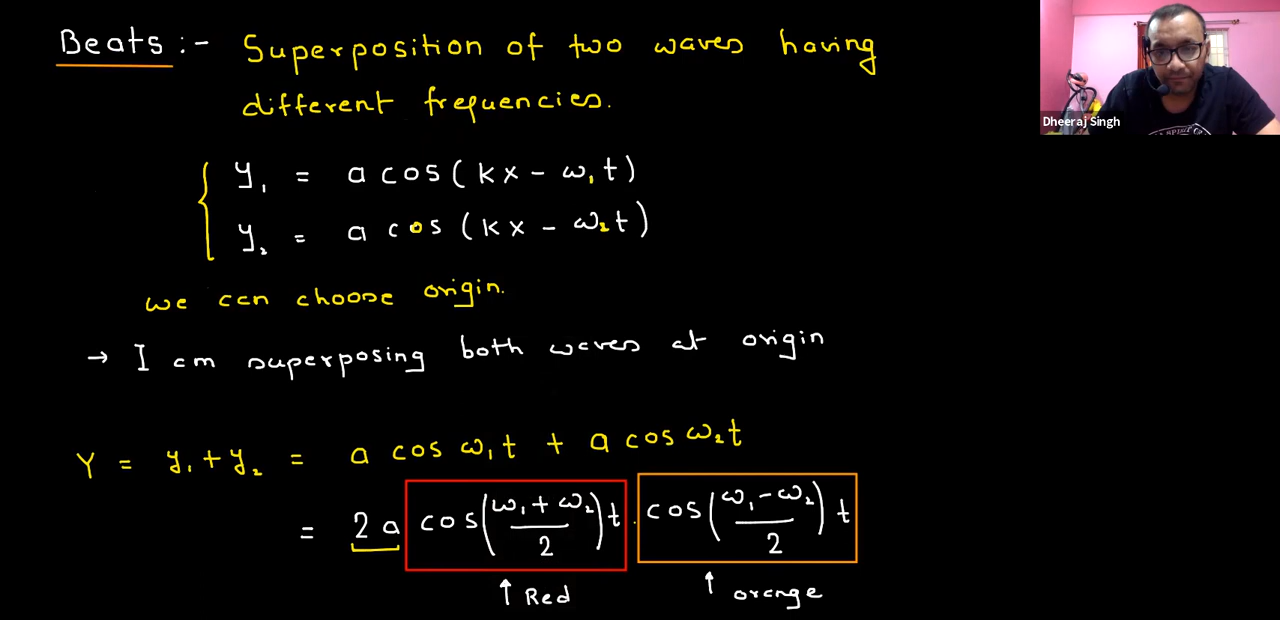 Beats :- Superposition of two waves having
different frequencies.
Dheeraj Singh
y₁ = a cos(kx - ω₁t)
y₂ = a cos(kx - ω₂t)
we can choose origin.
→ I am superposing both waves at origin
Y = y₁ + y₂ = a cos ω₁t + a cos ω₂t
= 2a cos((ω₁ + ω₂)/2)t . cos((ω₁ - ω₂)/2)t
↑ Red ↑ orange